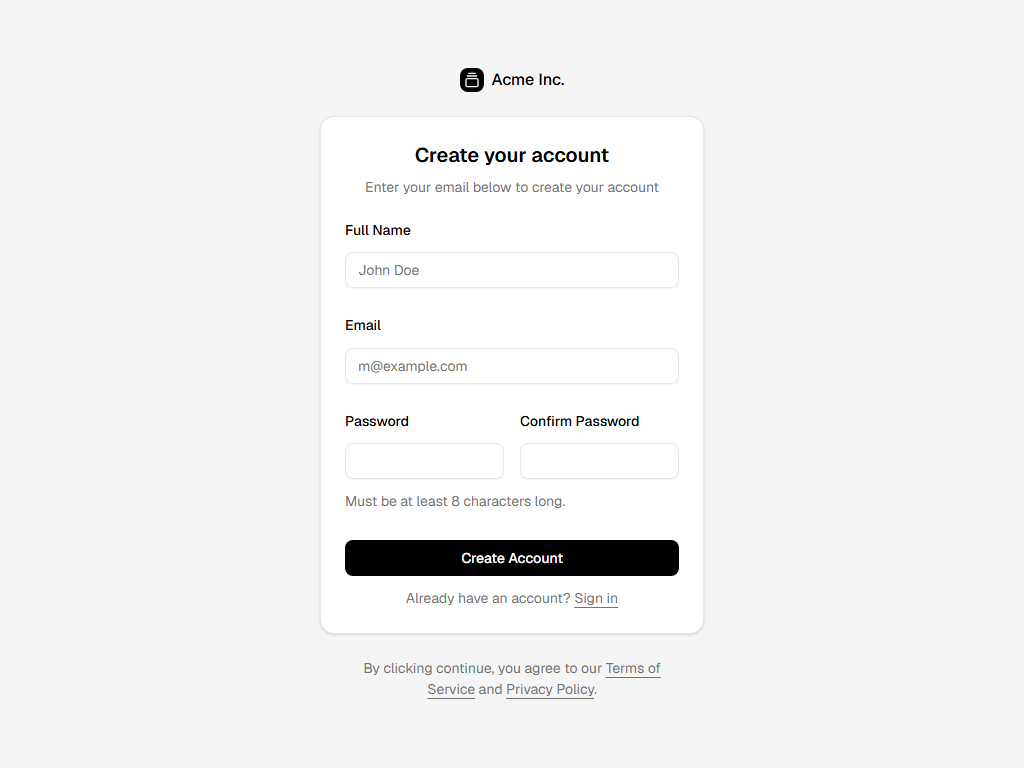 Acme Inc.
Create your account
Enter your email below to create your account
Full Name
John Doe
Email
m@example.com
Password
Confirm Password
Must be at least 8 characters long.
Create Account
Already have an account? Sign in
By clicking continue, you agree to our Terms of
Service and Privacy Policy.